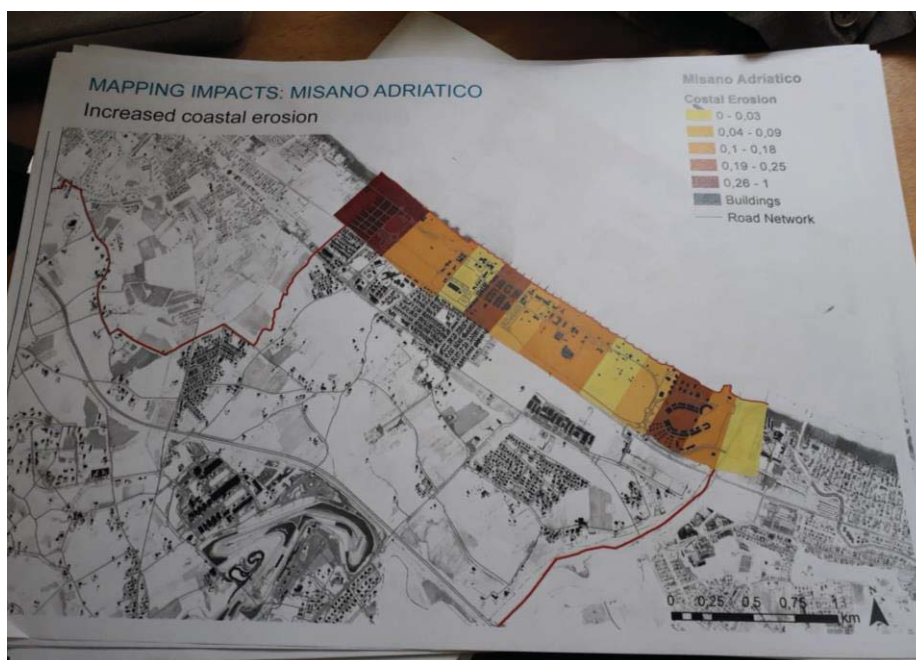 MAPPING IMPACTS: MISANO ADRIATICO
Increased coastal erosion
Misano Adriatico
Costal Erosion
0 - 0,03
0,04 - 0,09
0,1 - 0,18
0,19 - 0,25
0,26 - 1
Buildings
Road Network
N
0 0,25 0,5 0,75 1
km